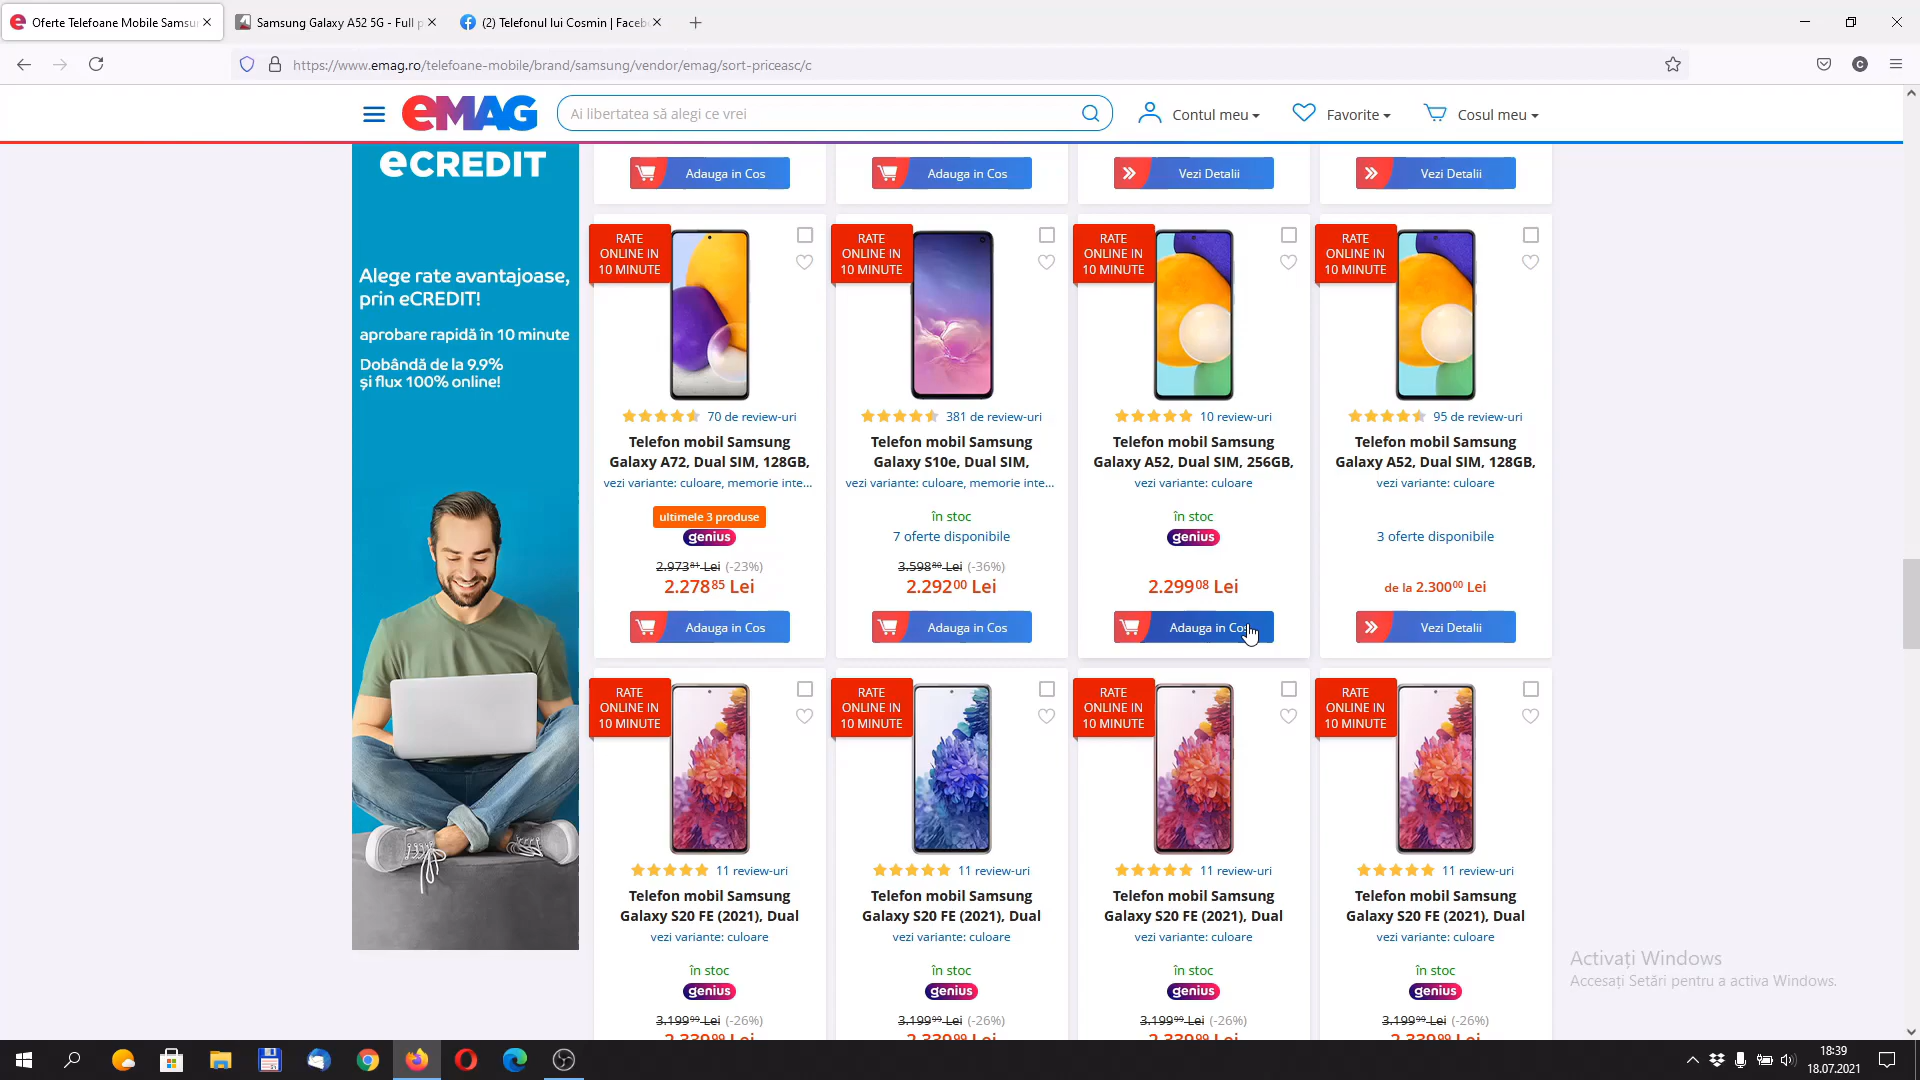 Oferte Telefoane Mobile Samsu
Samsung Galaxy A52 5G - Full p
(2) Telefonul lui Cosmin | Faceb
https://www.emag.ro/telefoane-mobile/brand/samsung/vendor/emag/sort-priceasc/c
C
eMAG
Ai libertatea să alegi ce vrei
Contul meu
Favorite
Cosul meu
eCREDIT
Alege rate avantajoase,
prin eCREDIT!
aprobare rapidă în 10 minute
Dobândă de la 9.9%
și flux 100% online!
Adauga in Cos
Adauga in Cos
Vezi Detalii
Vezi Detalii
RATE
ONLINE IN
10 MINUTE
70 de review-uri
Telefon mobil Samsung
Galaxy A72, Dual SIM, 128GB,
vezi variante: culoare, memorie inte...
ultimele 3 produse
genius
2.973⁸¹ Lei (-23%)
2.278⁸⁵ Lei
Adauga in Cos
RATE
ONLINE IN
10 MINUTE
381 de review-uri
Telefon mobil Samsung
Galaxy S10e, Dual SIM,
vezi variante: culoare, memorie inte...
în stoc
7 oferte disponibile
3.598⁸⁰ Lei (-36%)
2.292⁰⁰ Lei
Adauga in Cos
RATE
ONLINE IN
10 MINUTE
10 review-uri
Telefon mobil Samsung
Galaxy A52, Dual SIM, 256GB,
vezi variante: culoare
în stoc
genius
2.299⁰⁸ Lei
Adauga in Cos
RATE
ONLINE IN
10 MINUTE
95 de review-uri
Telefon mobil Samsung
Galaxy A52, Dual SIM, 128GB,
vezi variante: culoare
3 oferte disponibile
de la 2.300⁰⁰ Lei
Vezi Detalii
RATE
ONLINE IN
10 MINUTE
11 review-uri
Telefon mobil Samsung
Galaxy S20 FE (2021), Dual
vezi variante: culoare
în stoc
genius
3.199⁹⁹ Lei (-26%)
2.339⁹⁹ Lei
RATE
ONLINE IN
10 MINUTE
11 review-uri
Telefon mobil Samsung
Galaxy S20 FE (2021), Dual
vezi variante: culoare
în stoc
genius
3.199⁹⁹ Lei (-26%)
2.339⁹⁹ Lei
RATE
ONLINE IN
10 MINUTE
11 review-uri
Telefon mobil Samsung
Galaxy S20 FE (2021), Dual
vezi variante: culoare
în stoc
genius
3.199⁹⁹ Lei (-26%)
2.339⁹⁹ Lei
RATE
ONLINE IN
10 MINUTE
11 review-uri
Telefon mobil Samsung
Galaxy S20 FE (2021), Dual
vezi variante: culoare
în stoc
genius
3.199⁹⁹ Lei (-26%)
2.339⁹⁹ Lei
Activați Windows
Accesați Setări pentru a activa Windows.
18:39
18.07.2021